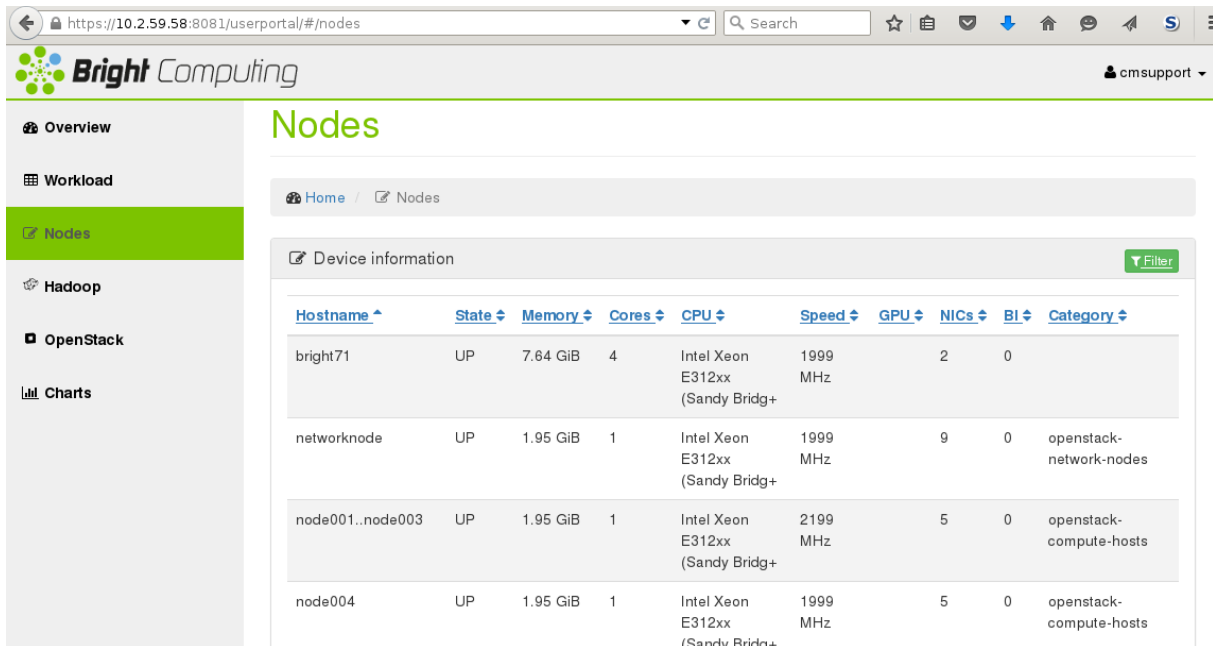 https://10.2.59.58:8081/userportal/#/nodes
Search
Bright Computing
cmsupport
Overview
Workload
Nodes
Hadoop
OpenStack
Charts
Nodes
Home / Nodes
Device information
Filter
Hostname State Memory Cores CPU Speed GPU NICs BI Category
bright71 UP 7.64 GiB 4 Intel Xeon 1999 2 0
E312xx MHz
(Sandy Bridg+
networknode UP 1.95 GiB 1 Intel Xeon 1999 9 0 openstack-
E312xx MHz network-nodes
(Sandy Bridg+
node001..node003 UP 1.95 GiB 1 Intel Xeon 2199 5 0 openstack-
E312xx MHz compute-hosts
(Sandy Bridg+
node004 UP 1.95 GiB 1 Intel Xeon 1999 5 0 openstack-
E312xx MHz compute-hosts
(Sandy Bridg+